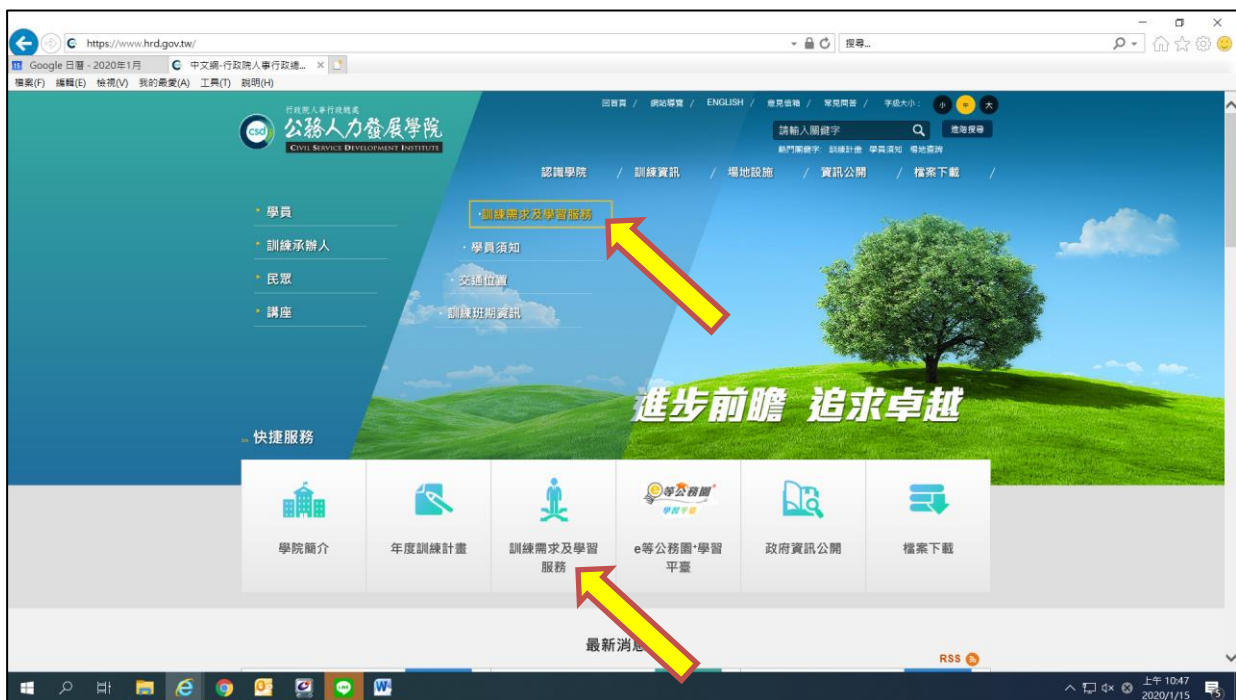 https://www.hrd.gov.tw/
搜尋...
Google 日曆 - 2020年1月
中文網-行政院人事行政總...
檔案(F) 編輯(E) 檢視(V) 我的最愛(A) 工具(T) 說明(H)
回首頁 / 網站導覽 / ENGLISH / 意見信箱 / 常見問答 / 字級大小： 小 中 大
行政院人事行政總處
csdi 公務人力發展學院
CIVIL SERVICE DEVELOPMENT INSTITUTE
請輸入關鍵字 進階搜尋
熱門關鍵字: 訓練計畫 學員須知 場地查詢
認識學院 / 訓練資訊 / 場地設施 / 資訊公開 / 檔案下載 /
學員
訓練承辦人
民眾
講座
·訓練需求及學習服務
·學員須知
·交通位置
·訓練班期資訊
進步前瞻 追求卓越
快捷服務
e等公務園+
學習平臺
學院簡介
年度訓練計畫
訓練需求及學習
服務
e等公務園+學習
平臺
政府資訊公開
檔案下載
最新消息
RSS
上午 10:47
2020/1/15
5